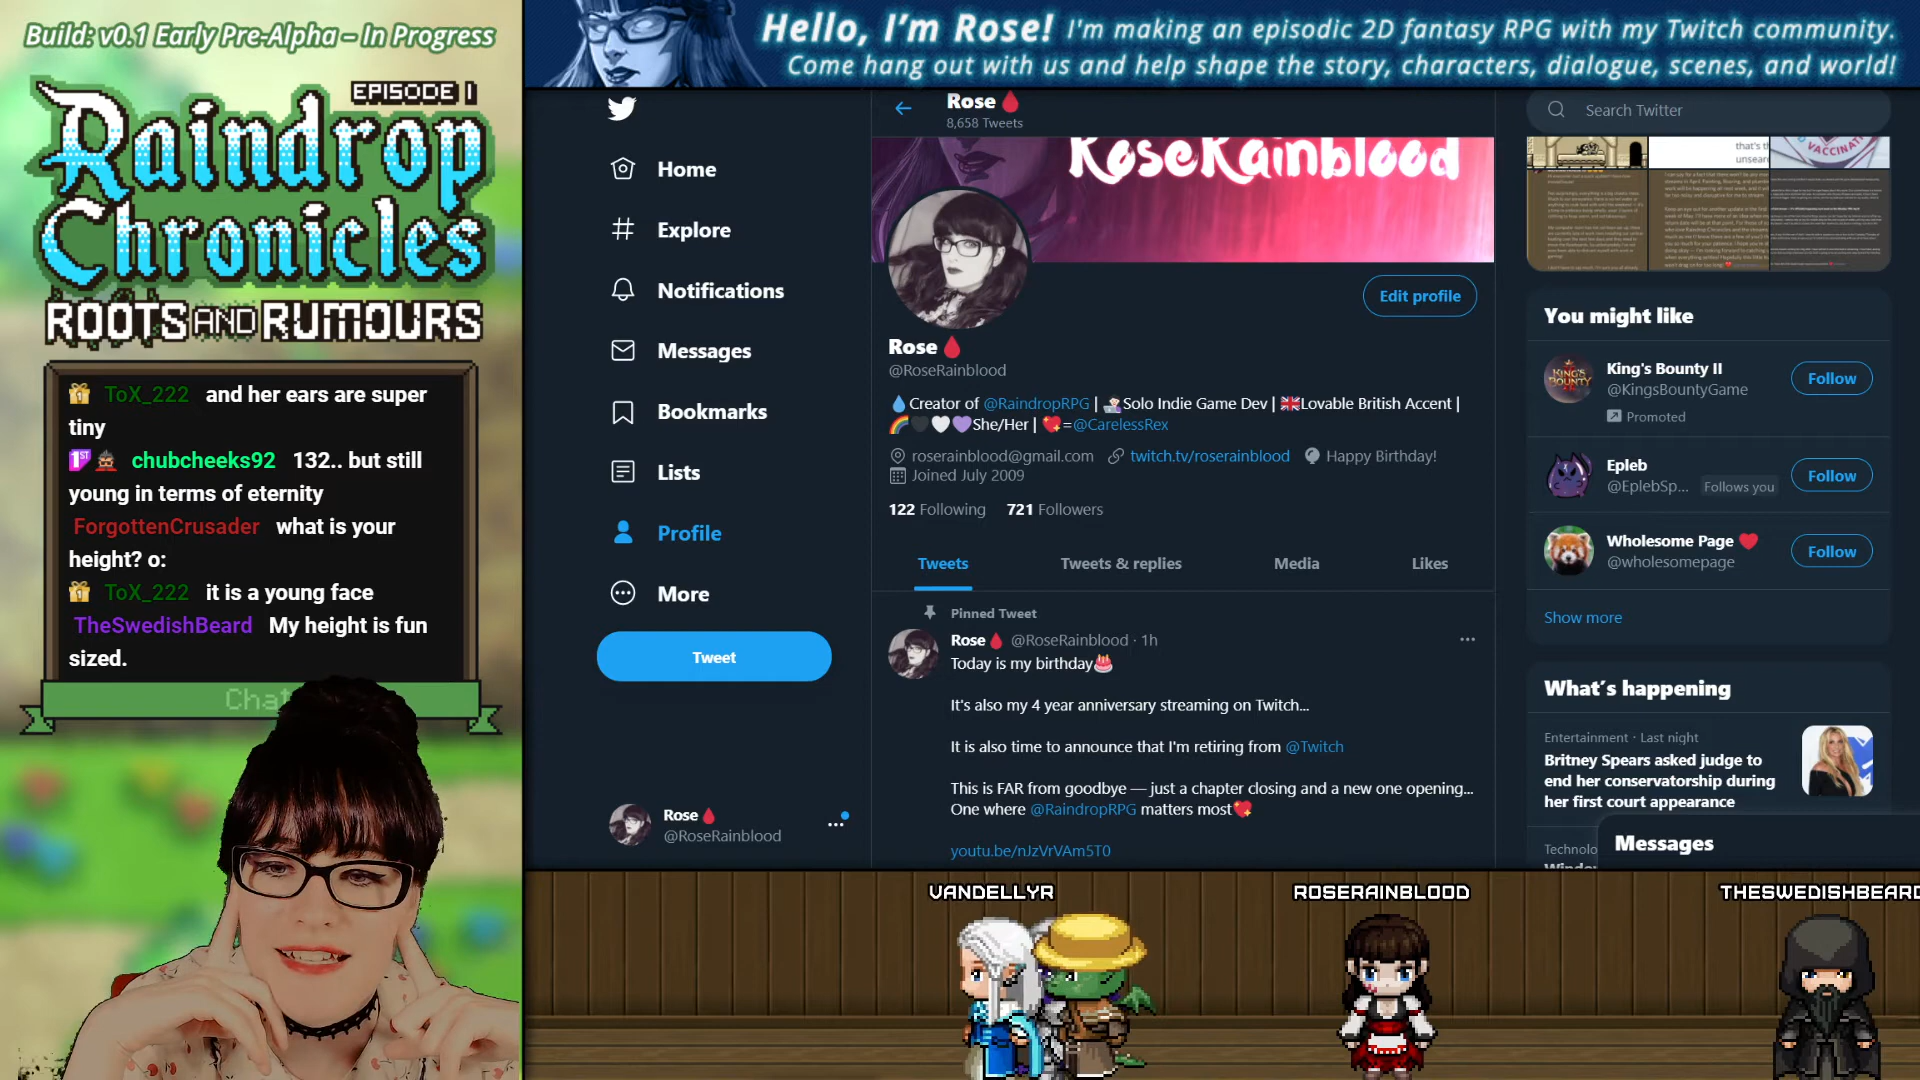 Build: v0.1 Early Pre-Alpha – In Progress
EPISODE I
Raindrop
Chronicles
ROOTS AND RUMOURS
ToX_222 and her ears are super
tiny
1ST chubcheeks92 132.. but still
young in terms of eternity
ForgottenCrusader what is your
height? o:
ToX_222 it is a young face
TheSwedishBeard My height is fun
sized.
Chat
Hello, I'm Rose! I'm making an episodic 2D fantasy RPG with my Twitch community.
Come hang out with us and help shape the story, characters, dialogue, scenes, and world!
Home
Explore
Notifications
Messages
Bookmarks
Lists
Profile
More
Tweet
Rose
@RoseRainblood
Rose
8,658 Tweets
RoseRainblood
Edit profile
Rose
@RoseRainblood
Creator of @RaindropRPG | Solo Indie Game Dev | Lovable British Accent |
She/Her | =@CarelessRex
roserainblood@gmail.com twitch.tv/roserainblood Happy Birthday!
Joined July 2009
122 Following 721 Followers
Tweets Tweets & replies Media Likes
Pinned Tweet
Rose @RoseRainblood · 1h
Today is my birthday
It's also my 4 year anniversary streaming on Twitch...
It is also time to announce that I'm retiring from @Twitch
This is FAR from goodbye — just a chapter closing and a new one opening...
One where @RaindropRPG matters most
youtu.be/nJzVrVAm5T0
Search Twitter
that's th
unsean
VACCINATI
You might like
King's Bounty II
@KingsBountyGame
Promoted
Follow
Epleb
@EplebSp... Follows you
Follow
Wholesome Page
@wholesomepage
Follow
Show more
What's happening
Entertainment · Last night
Britney Spears asked judge to
end her conservatorship during
her first court appearance
Technolo
Messages
VANDELLYR
ROSERAINBLOOD
THESWEDISHBEARD